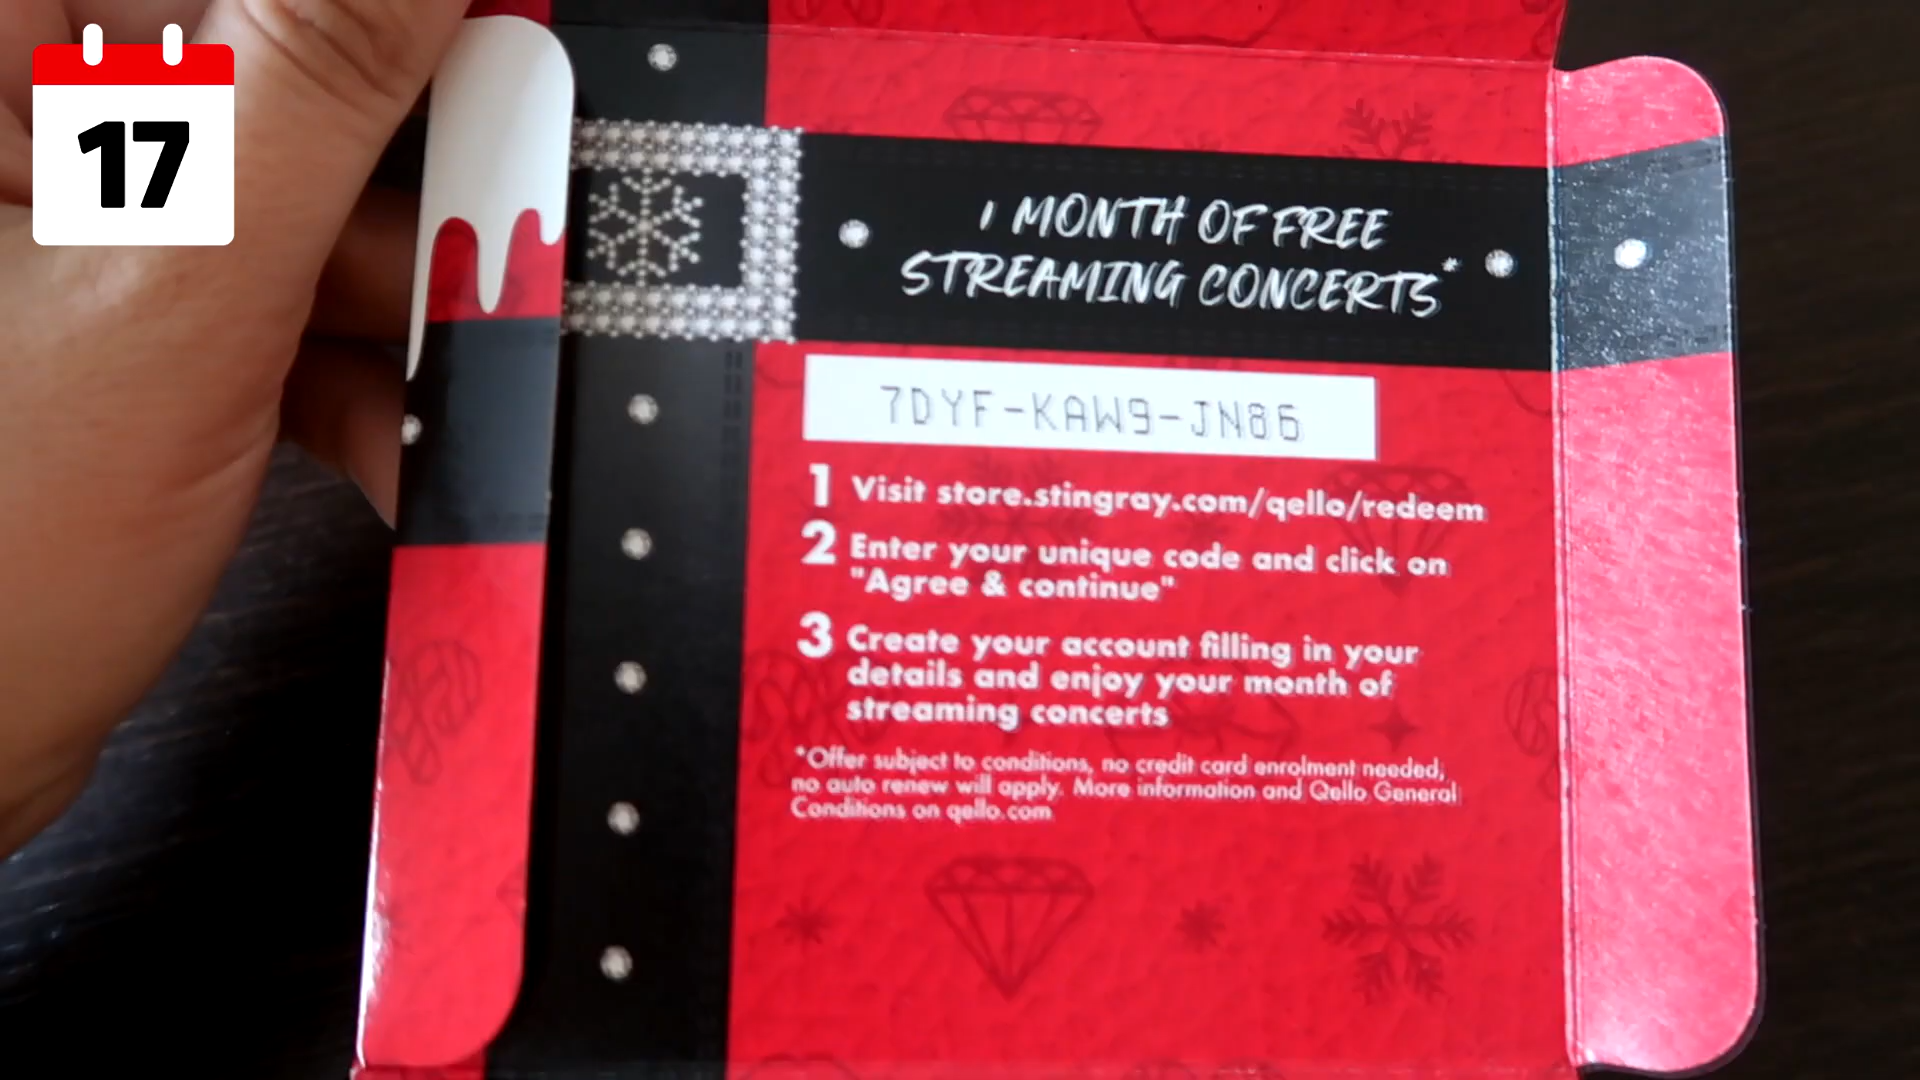 17
1 MONTH OF FREE
STREAMING CONCERTS*
7DYF-KAW9-JN86
1 Visit store.stingray.com/qello/redeem
2 Enter your unique code and click on
"Agree & continue"
3 Create your account filling in your
details and enjoy your month of
streaming concerts
*Offer subject to conditions, no credit card enrolment needed,
no auto renew will apply. More information and Qello General
Conditions on qello.com